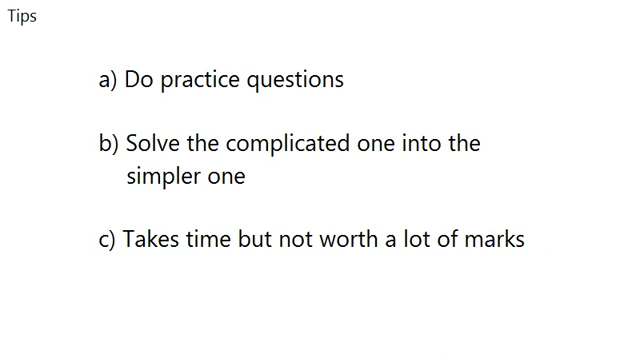 Tips
a) Do practice questions
b) Solve the complicated one into the
simpler one
c) Takes time but not worth a lot of marks